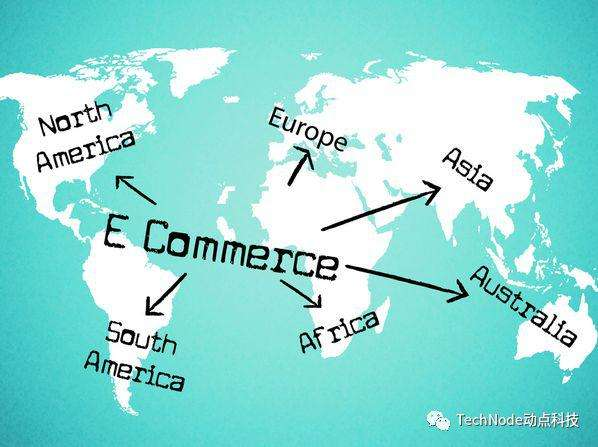 North
America
Europe
Asia
E Commerce
Australia
South
America
Africa
TechNode动点科技